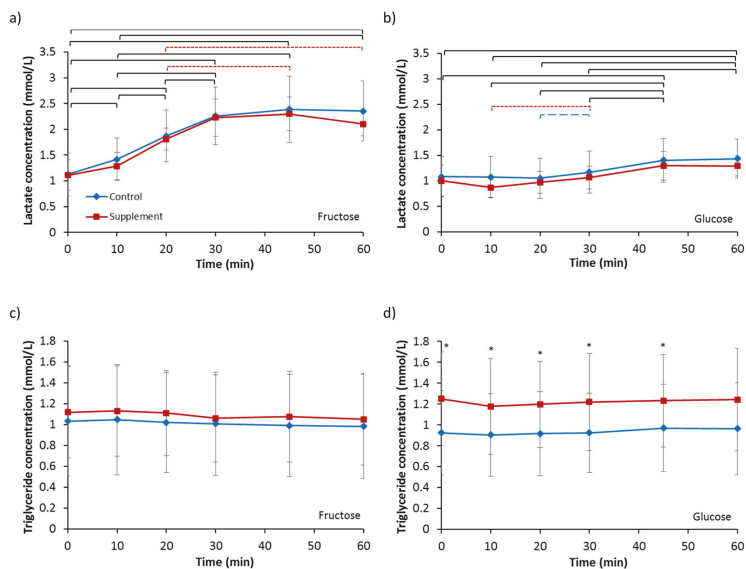 a)
Lactate concentration (mmol/L)
3.5
3
2.5
2
1.5
1
0.5
0
Control
Supplement
Fructose
0 10 20 30 40 50 60
Time (min)
b)
Lactate concentration (mmol/L)
3.5
3
2.5
2
1.5
1
0.5
0
Glucose
0 10 20 30 40 50 60
Time (min)
c)
Triglyceride concentration (mmol/L)
1.8
1.6
1.4
1.2
1
0.8
0.6
0.4
0.2
0
Fructose
0 10 20 30 40 50 60
Time (min)
d)
Triglyceride concentration (mmol/L)
1.8
1.6
1.4
1.2
1
0.8
0.6
0.4
0.2
0
* * * * *
Glucose
0 10 20 30 40 50 60
Time (min)